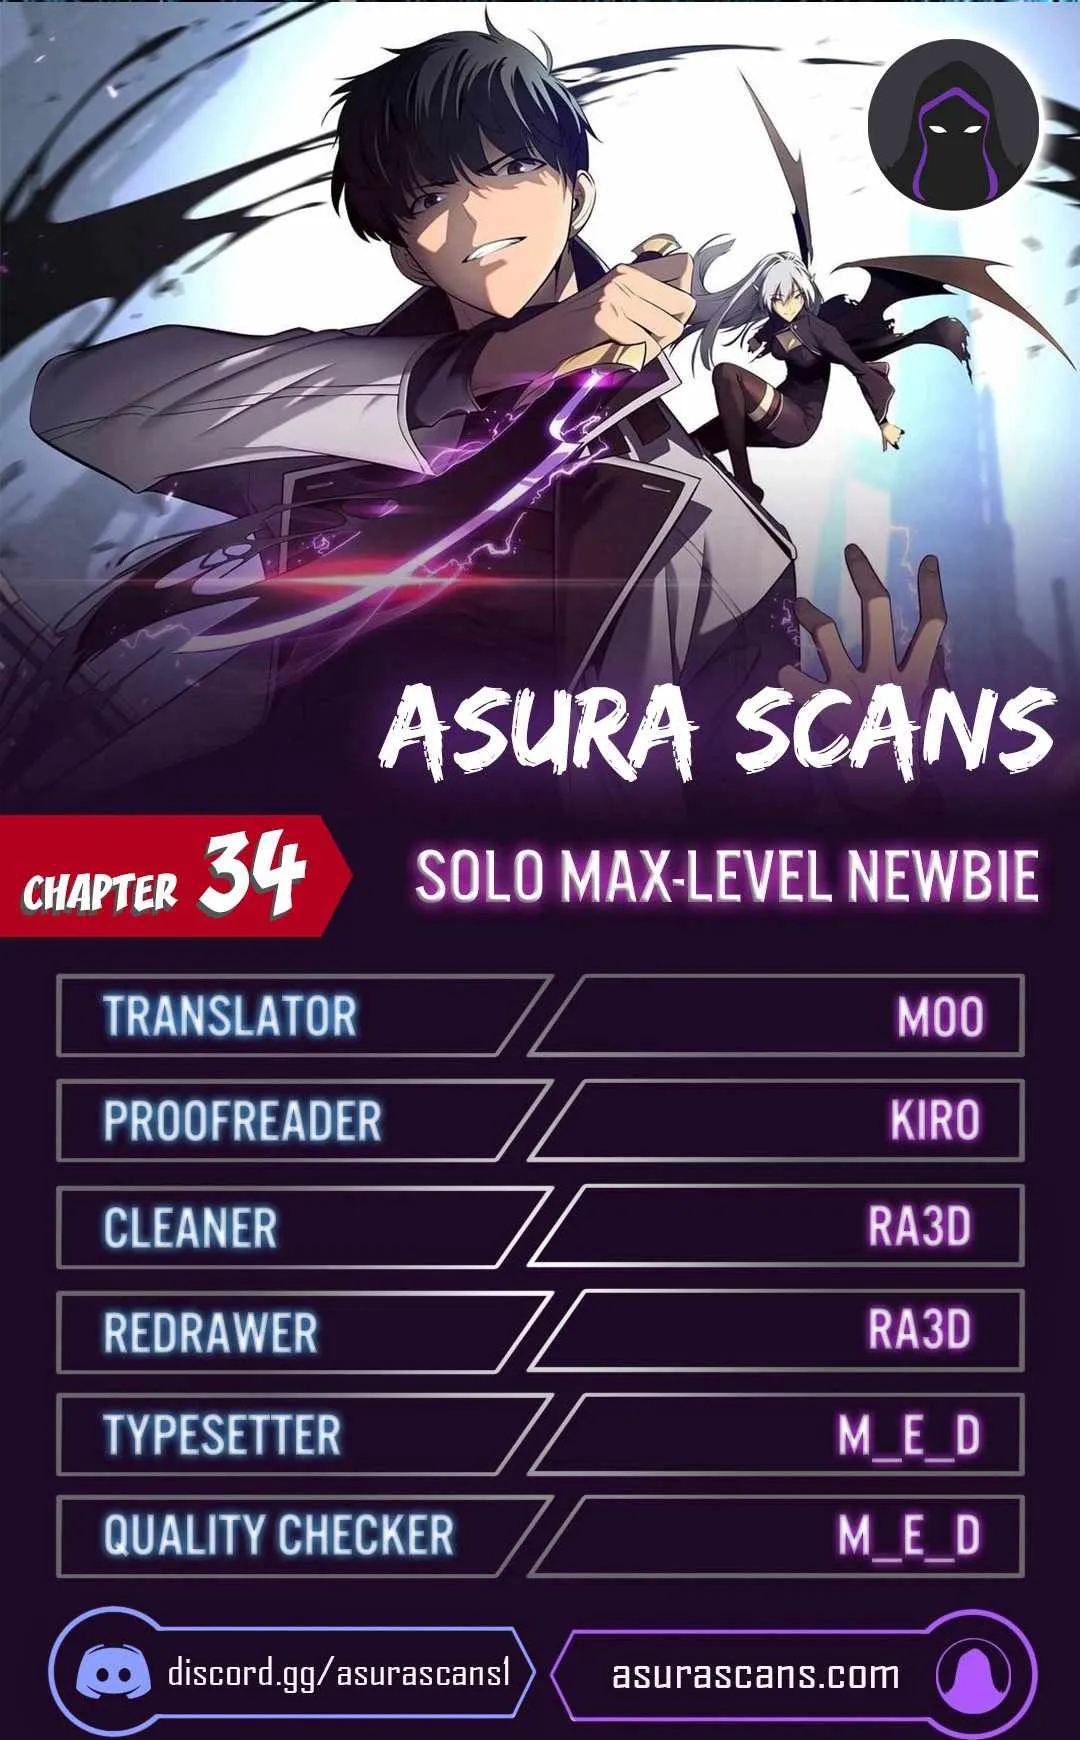 ASURA SCANS
CHAPTER 34
SOLO MAX-LEVEL NEWBIE
TRANSLATOR MOO
PROOFREADER KIRO
CLEANER RA3D
REDRAWER RA3D
TYPESETTER M_E_D
QUALITY CHECKER M_E_D
discord.gg/asurascans1
asurascans.com